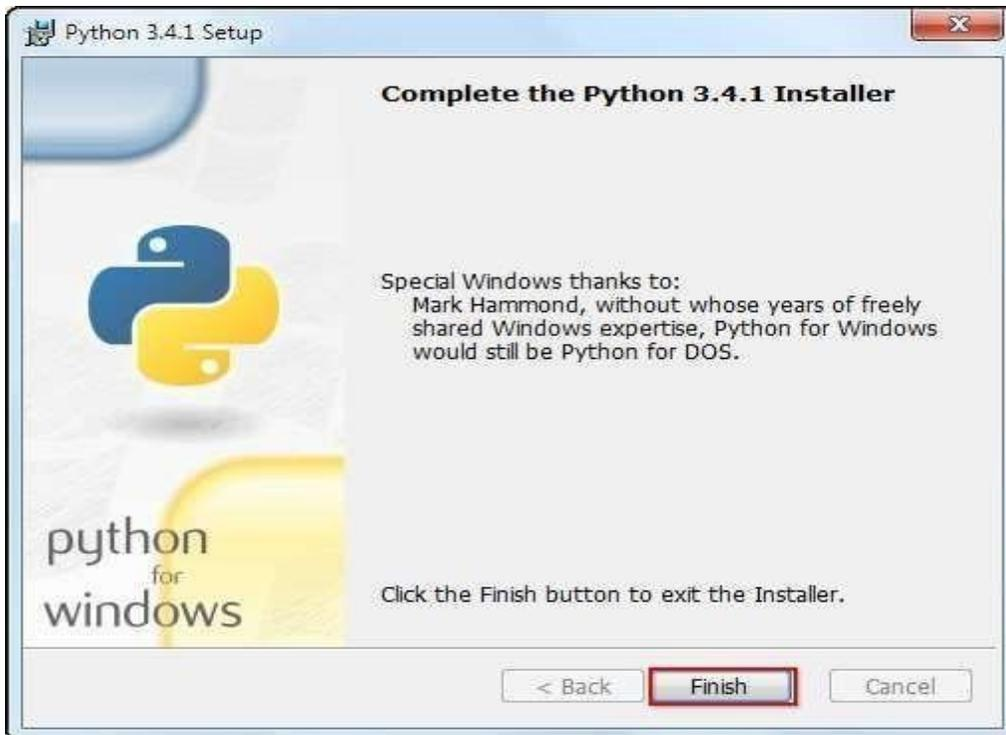 Python 3.4.1 Setup
Complete the Python 3.4.1 Installer
Special Windows thanks to:
Mark Hammond, without whose years of freely
shared Windows expertise, Python for Windows
would still be Python for DOS.
python
for
windows
Click the Finish button to exit the Installer.
< Back
Finish
Cancel